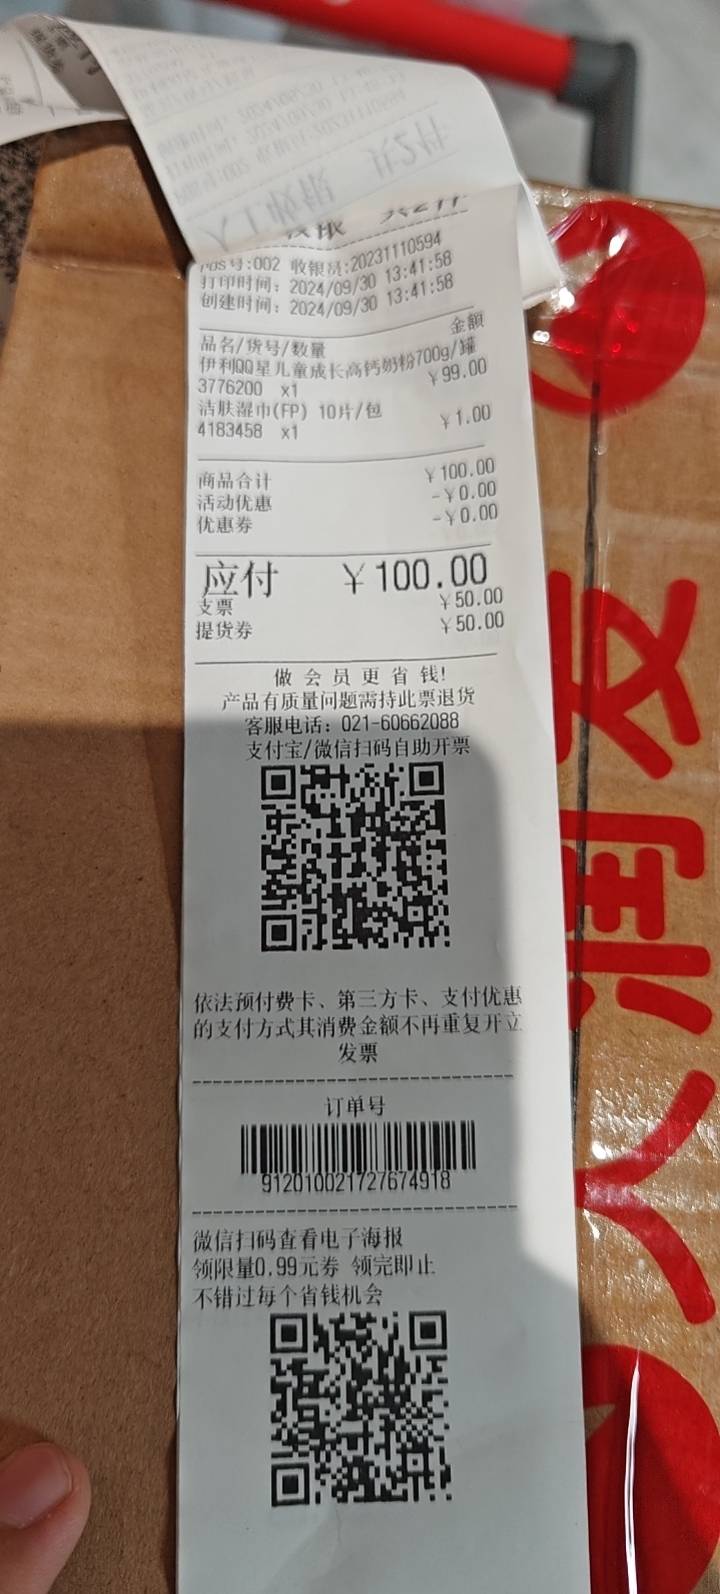 人工收银 共2件
POS号:002 收银员:20231110594
打印时间: 2024/09/30 13:41:58
创建时间: 2024/09/30 13:41:58
品名/货号/数量 金额
伊利QQ星儿童成长高钙奶粉700g/罐
3776200 x1 ￥99.00
洁肤湿巾(FP) 10片/包
4183458 x1 ￥1.00
商品合计 ￥100.00
活动优惠 -￥0.00
优惠券 -￥0.00
应付 ￥100.00
支票 ￥50.00
提货券 ￥50.00
做会员更省钱!
产品有质量问题需持此票退货
客服电话: 021-60662088
支付宝/微信扫码自助开票
依法预付费卡、第三方卡、支付优惠
的支付方式其消费金额不再重复开立
发票
订单号
912010021727674918
微信扫码查看电子海报
领限量0.99元券 领完即止
不错过每个省钱机会
大润发